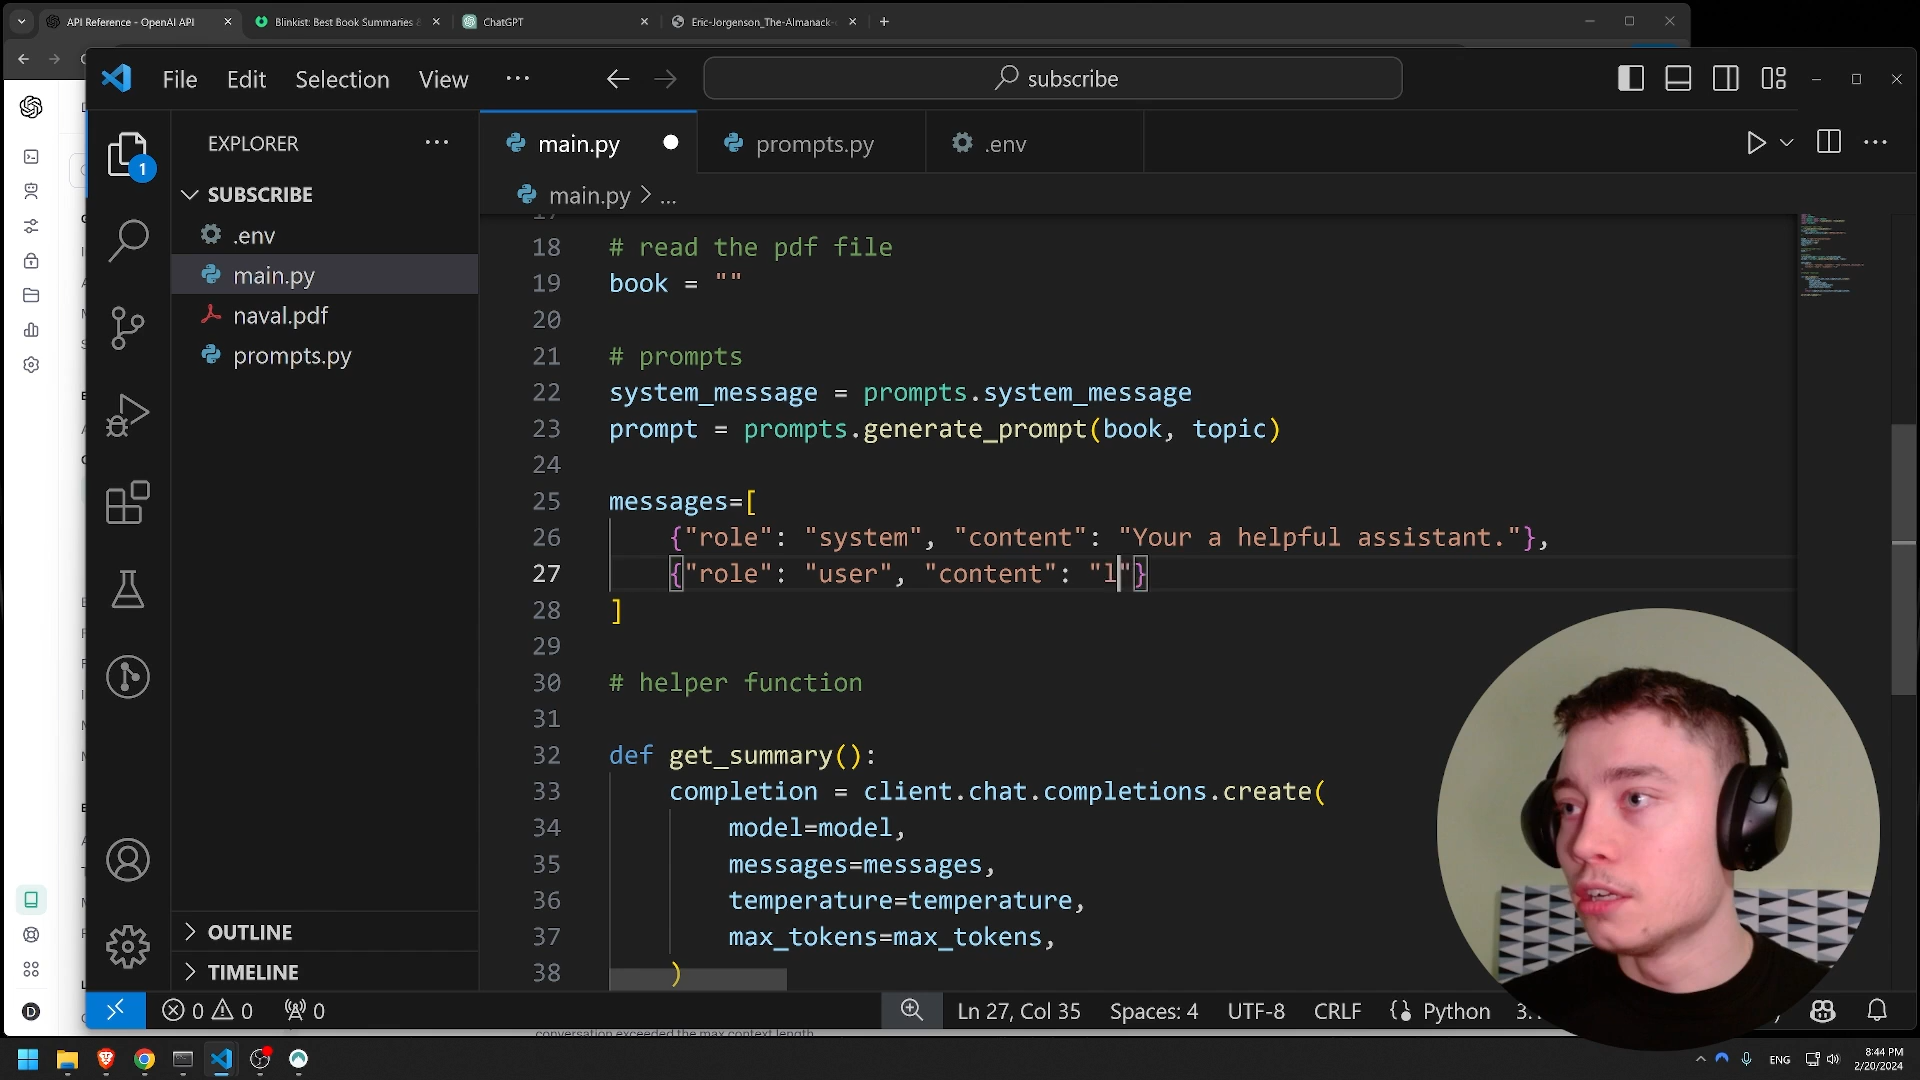 API Reference - OpenAI API
Blinkist: Best Book Summaries
ChatGPT
Eric-Jorgenson_The-Almanack-
File Edit Selection View
subscribe
EXPLORER
main.py
prompts.py
.env
1
SUBSCRIBE
.env
main.py
naval.pdf
prompts.py
main.py > ...
17
18 # read the pdf file
19 book = ""
20
21 # prompts
22 system_message = prompts.system_message
23 prompt = prompts.generate_prompt(book, topic)
24
25 messages=[
26 {"role": "system", "content": "Your a helpful assistant."},
27 {"role": "user", "content": "l"}
28 ]
29
30 # helper function
31
32 def get_summary():
33 completion = client.chat.completions.create(
34 model=model,
35 messages=messages,
36 temperature=temperature,
37 max_tokens=max_tokens,
38 )
OUTLINE
TIMELINE
0 0 0
Ln 27, Col 35
Spaces: 4
UTF-8
CRLF
Python
conversation exceeded the max context length
D
ENG
8:44 PM
2/20/2024